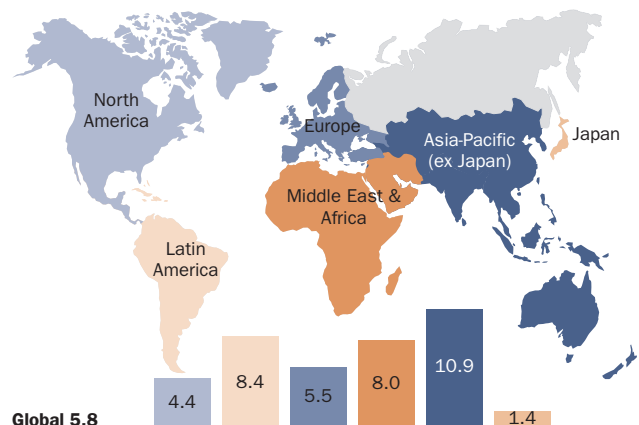 North
America
Europe
Asia-Pacific
(ex Japan)
Japan
Middle East &
Africa
Latin
America
4.4
8.4
5.5
8.0
10.9
1.4
Global 5.8